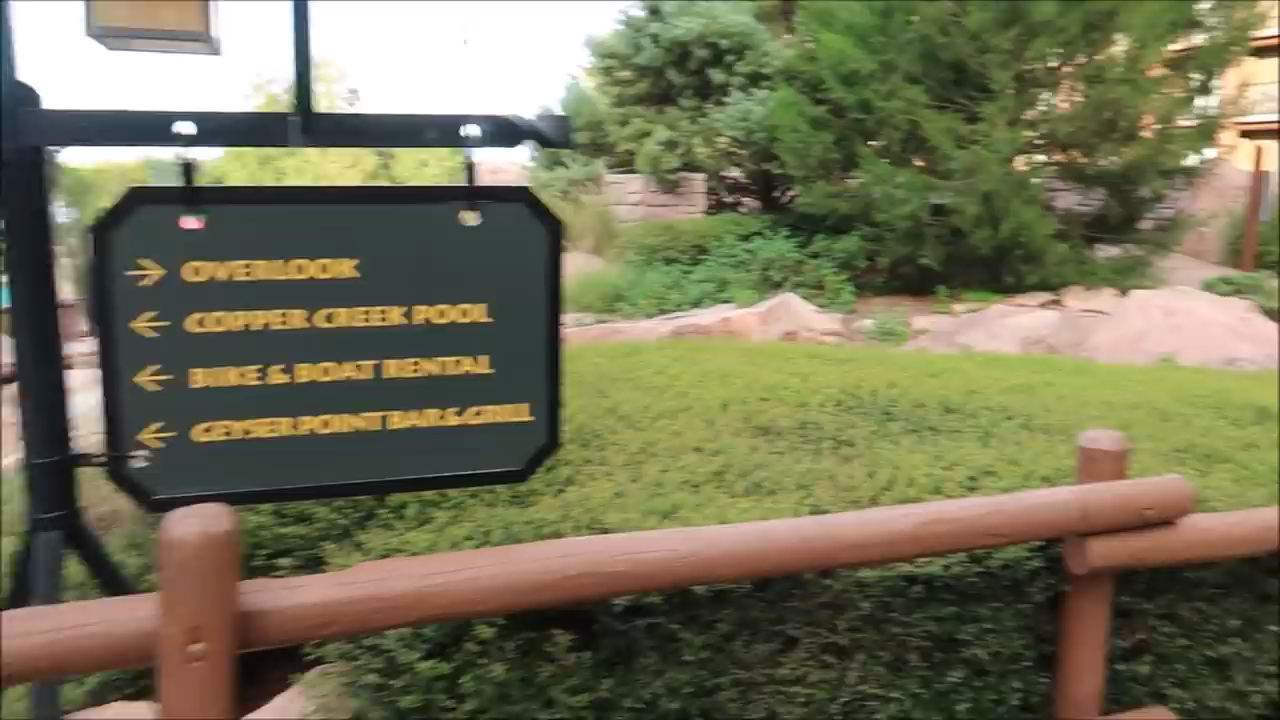 → OVERLOOK
← COPPER CREEK POOL
← BIKE & BOAT RENTAL
← GEYSER POINT BAR & GRILL